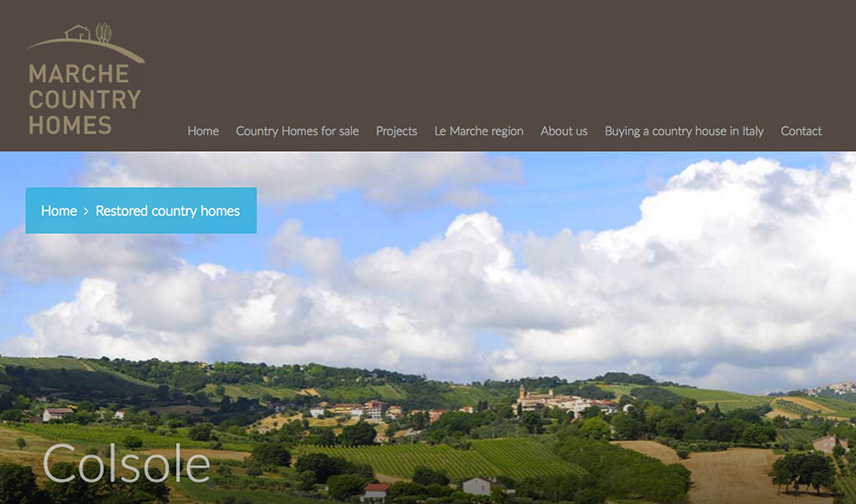 MARCHE
COUNTRY
HOMES
Home Country Homes for sale Projects Le Marche region About us Buying a country house in Italy Contact
Home > Restored country homes
Colsole